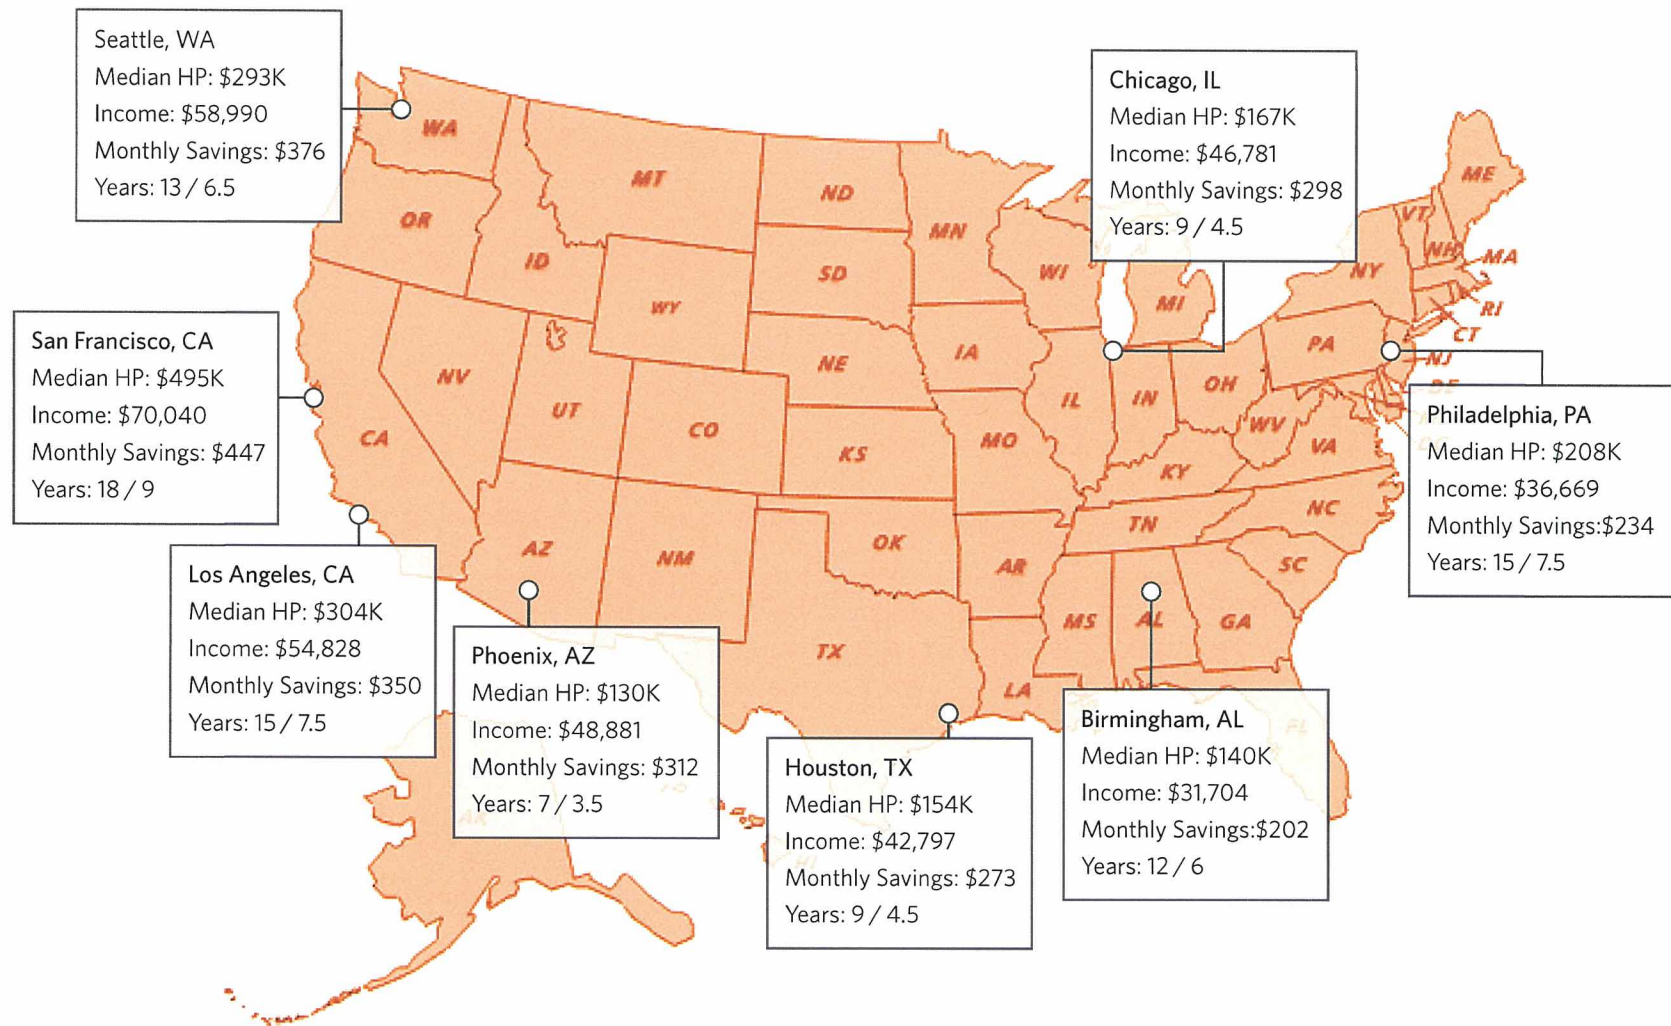 Seattle, WA
Median HP: $293K
Income: $58,990
Monthly Savings: $376
Years: 13 / 6.5
Chicago, IL
Median HP: $167K
Income: $46,781
Monthly Savings: $298
Years: 9 / 4.5
San Francisco, CA
Median HP: $495K
Income: $70,040
Monthly Savings: $447
Years: 18 / 9
Philadelphia, PA
Median HP: $208K
Income: $36,669
Monthly Savings:$234
Years: 15 / 7.5
Los Angeles, CA
Median HP: $304K
Income: $54,828
Monthly Savings: $350
Years: 15 / 7.5
Phoenix, AZ
Median HP: $130K
Income: $48,881
Monthly Savings: $312
Years: 7 / 3.5
Houston, TX
Median HP: $154K
Income: $42,797
Monthly Savings: $273
Years: 9 / 4.5
Birmingham, AL
Median HP: $140K
Income: $31,704
Monthly Savings:$202
Years: 12 / 6
WA
OR
ID
MT
WY
ND
SD
NE
MN
WI
IA
MI
NY
VT
NH
ME
MA
RI
CT
NJ
PA
OH
IN
IL
NV
UT
CO
KS
MO
KY
WV
VA
CA
AZ
NM
OK
AR
TN
NC
SC
TX
LA
MS
AL
GA
FL
AK
HI
DE